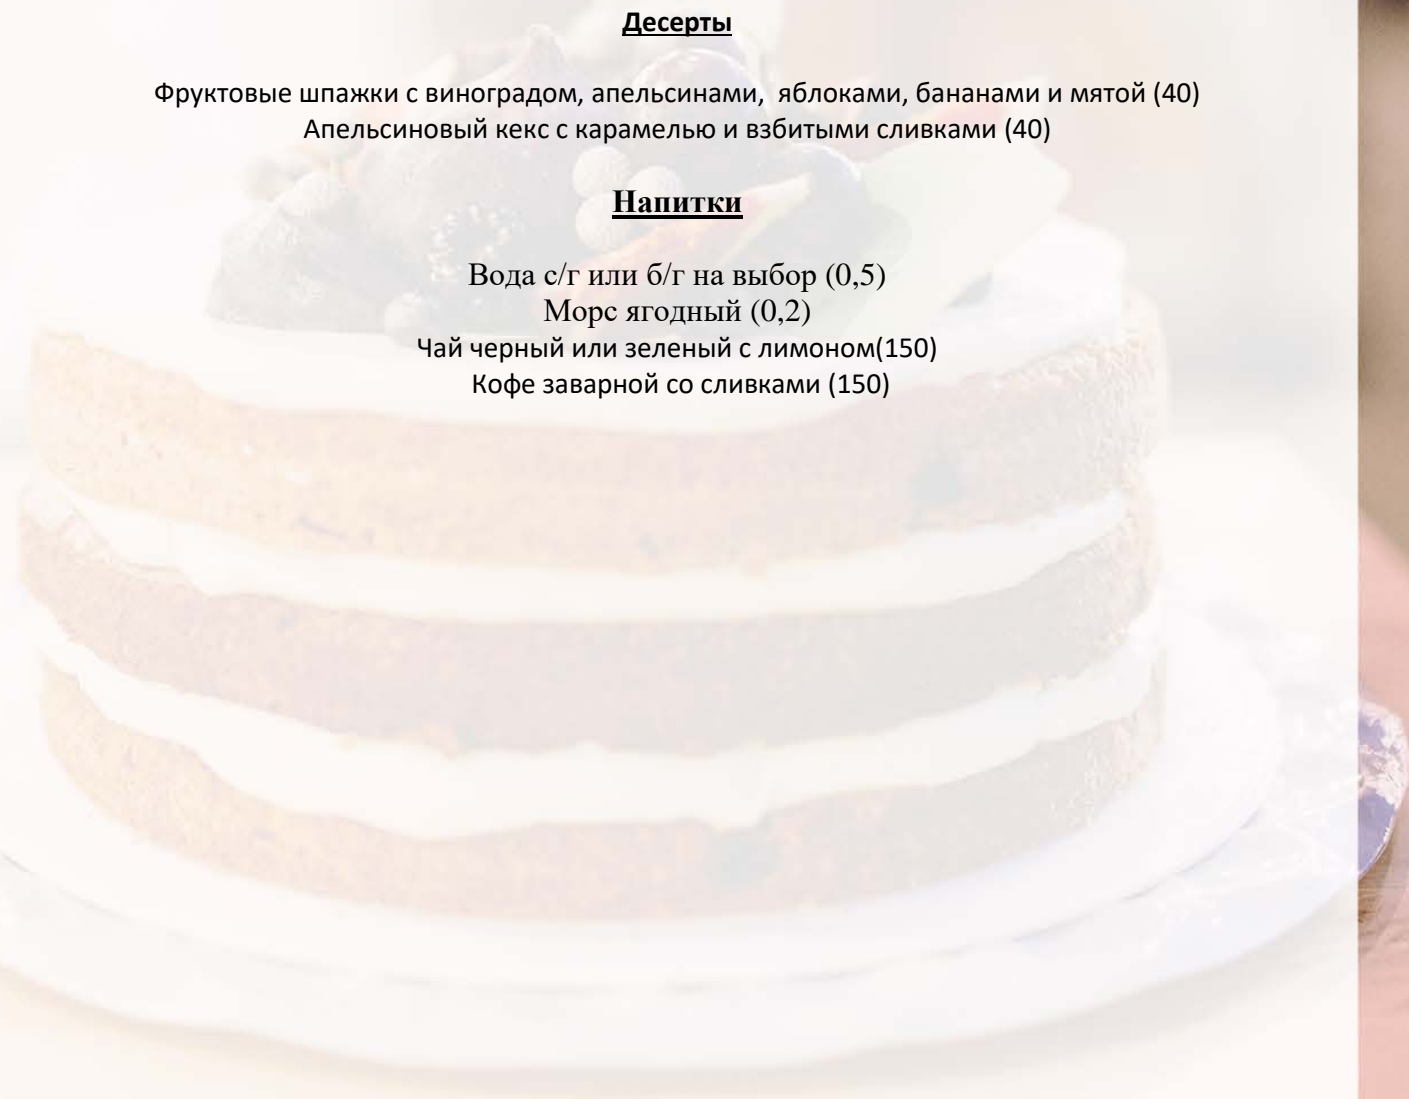 Десерты
Фруктовые шпажки с виноградом, апельсинами, яблоками, бананами и мятой (40)
Апельсиновый кекс с карамелью и взбитыми сливками (40)
Напитки
Вода с/г или б/г на выбор (0,5)
Морс ягодный (0,2)
Чай черный или зеленый с лимоном(150)
Кофе заварной со сливками (150)